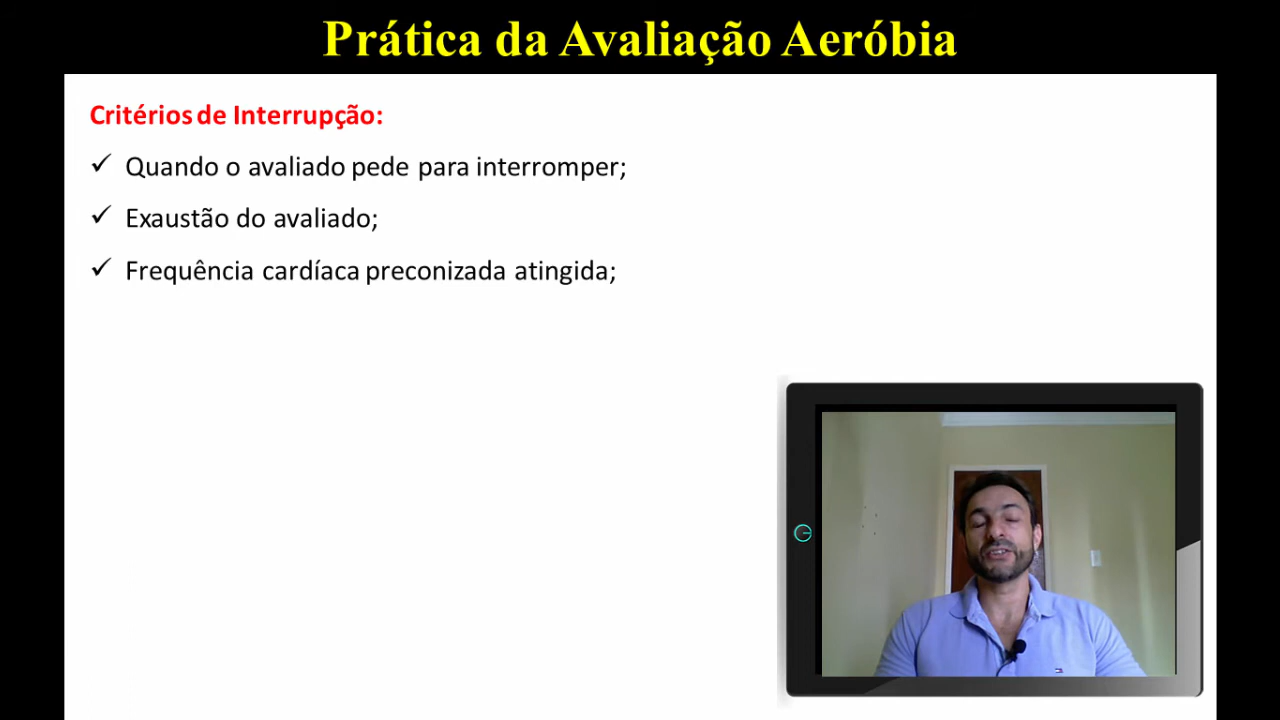 Prática da Avaliação Aeróbia
Critérios de Interrupção:
✓ Quando o avaliado pede para interromper;
✓ Exaustão do avaliado;
✓ Frequência cardíaca preconizada atingida;